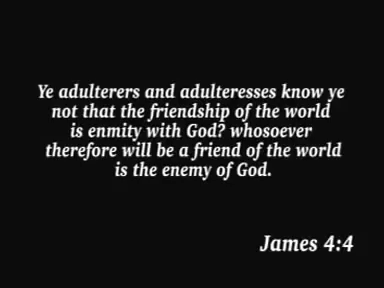 Ye adulterers and adulteresses know ye
not that the friendship of the world
is enmity with God? whosoever
therefore will be a friend of the world
is the enemy of God.
James 4:4